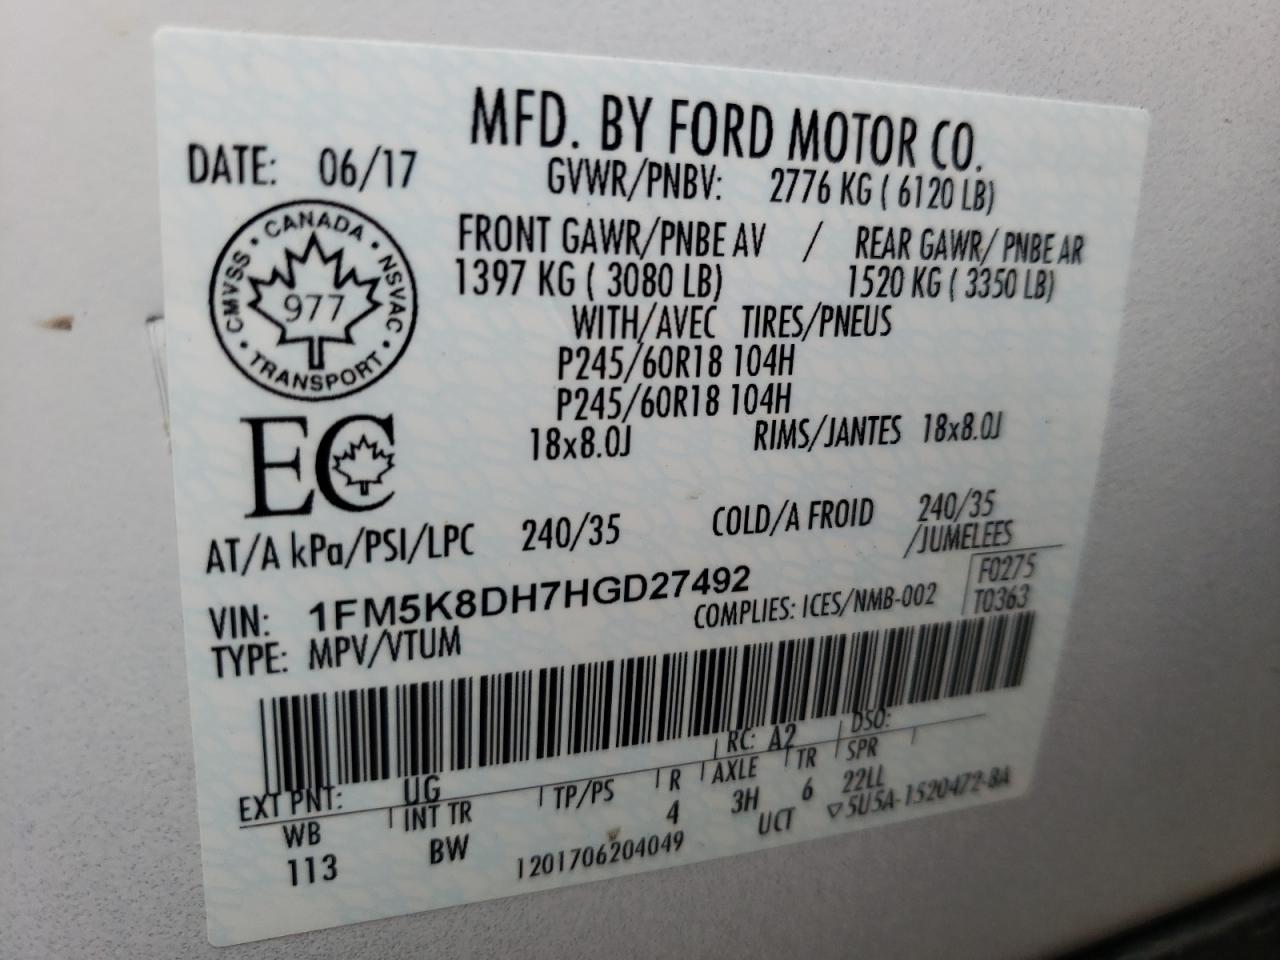 MFD. BY FORD MOTOR CO.
DATE: 06/17
GVWR/PNBV: 2776 KG ( 6120 LB)
FRONT GAWR/PNBE AV / REAR GAWR/ PNBE AR
1397 KG ( 3080 LB) 1520 KG ( 3350 LB)
CANADA
CMVSS • NSVAC
977
TRANSPORT
WITH/AVEC TIRES/PNEUS
P245/60R18 104H
P245/60R18 104H
18x8.0J RIMS/JANTES 18x8.0J
EC
AT/A kPa/PSI/LPC 240/35 COLD/A FROID 240/35
/JUMELEES
VIN: 1FM5K8DH7HGD27492
F0275
COMPLIES: ICES/NMB-002 T0363
TYPE: MPV/VTUM
EXT PNT: UG RC: A2 DSO:
WB INT TR TP/PS R AXLE TR SPR
113 BW 4 3H 6 22LL
1201706204049 UCT ▽5U5A-1520472-BA